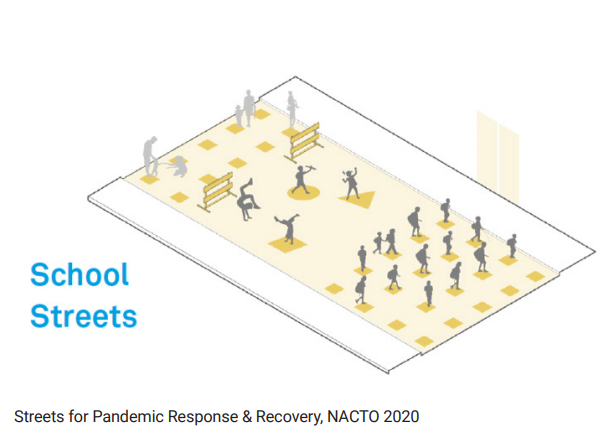 School
Streets
Streets for Pandemic Response & Recovery, NACTO 2020